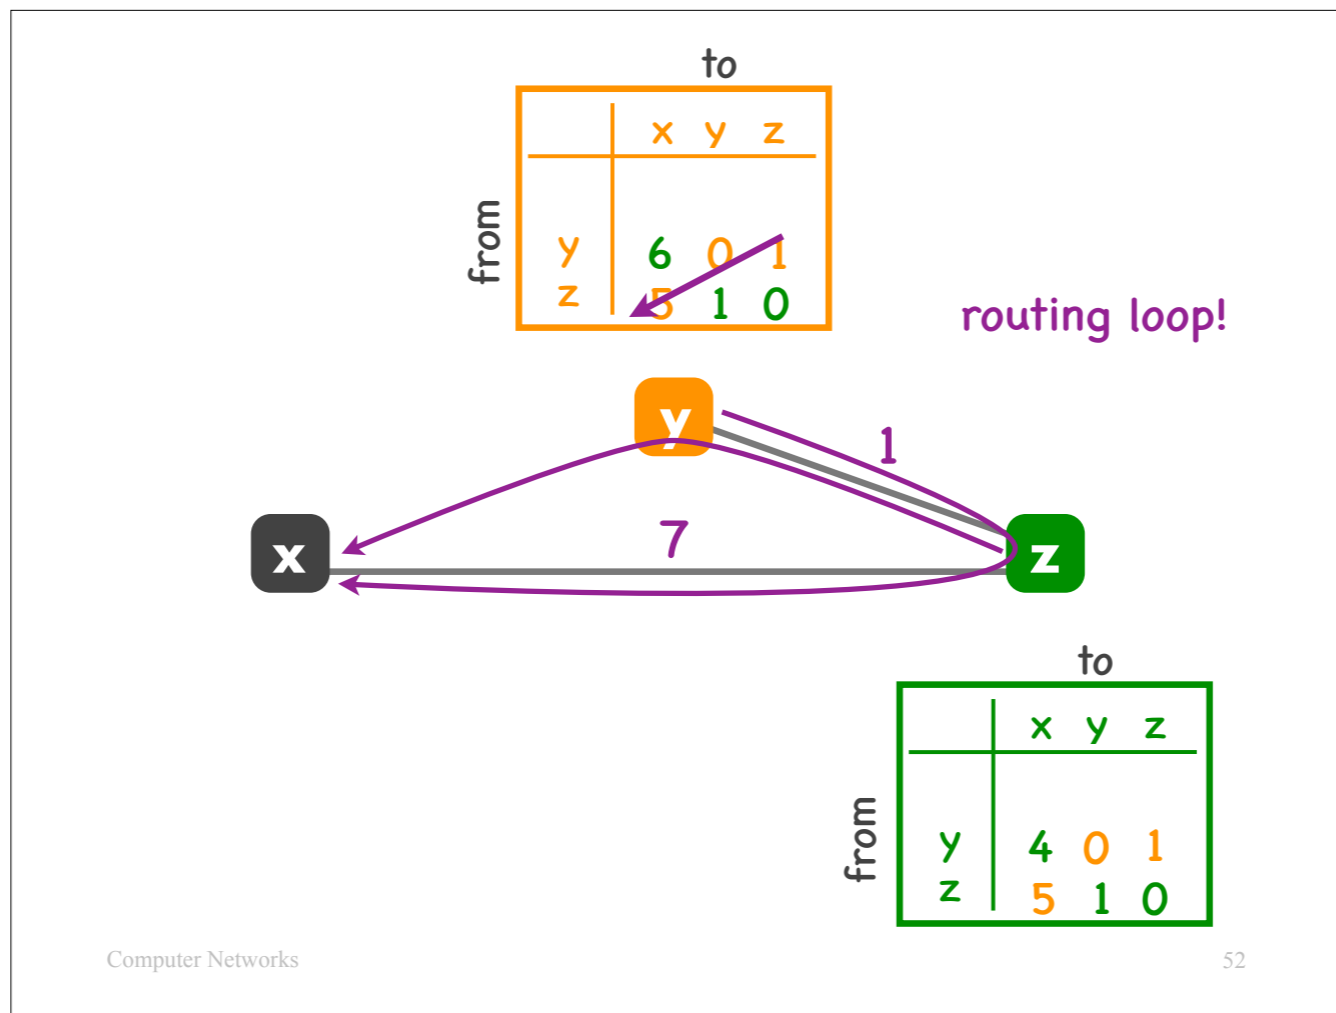 to
x y z
from
y 6 0 1
z 5 1 0
routing loop!
y
1
7
x
z
to
x y z
from
y 4 0 1
z 5 1 0
Computer Networks
52